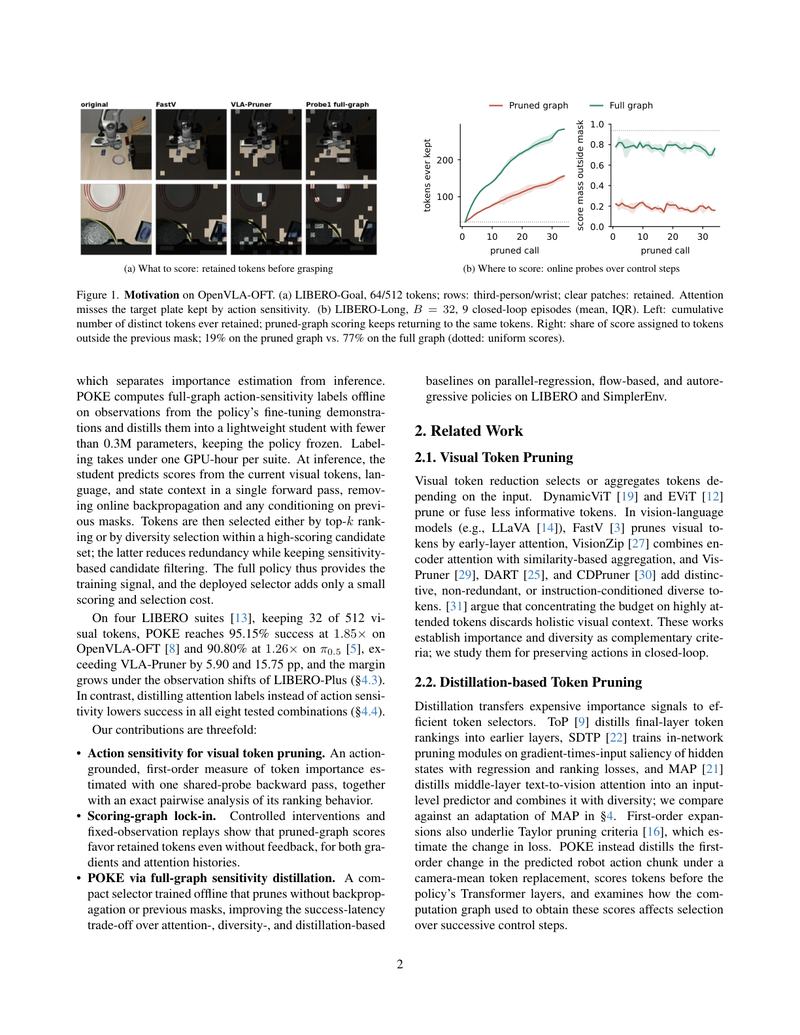 original FastV VLA-Pruner Probe1 full-graph
Pruned graph Full graph
tokens ever kept
200
100
0 10 20 30
pruned call
score mass outside mask
1.0
0.8
0.6
0.4
0.2
0.0
0 10 20 30
pruned call
(a) What to score: retained tokens before grasping
(b) Where to score: online probes over control steps
Figure 1. Motivation on OpenVLA-OFT. (a) LIBERO-Goal, 64/512 tokens; rows: third-person/wrist; clear patches: retained. Attention
misses the target plate kept by action sensitivity. (b) LIBERO-Long, B = 32, 9 closed-loop episodes (mean, IQR). Left: cumulative
number of distinct tokens ever retained; pruned-graph scoring keeps returning to the same tokens. Right: share of score assigned to tokens
outside the previous mask; 19% on the pruned graph vs. 77% on the full graph (dotted: uniform scores).
which separates importance estimation from inference.
POKE computes full-graph action-sensitivity labels offline
on observations from the policy's fine-tuning demonstra-
tions and distills them into a lightweight student with fewer
than 0.3M parameters, keeping the policy frozen. Label-
ing takes under one GPU-hour per suite. At inference, the
student predicts scores from the current visual tokens, lan-
guage, and state context in a single forward pass, remov-
ing online backpropagation and any conditioning on previ-
ous masks. Tokens are then selected either by top-k rank-
ing or by diversity selection within a high-scoring candidate
set; the latter reduces redundancy while keeping sensitivity-
based candidate filtering. The full policy thus provides the
training signal, and the deployed selector adds only a small
scoring and selection cost.
On four LIBERO suites [13], keeping 32 of 512 vi-
sual tokens, POKE reaches 95.15% success at 1.85× on
OpenVLA-OFT [8] and 90.80% at 1.26× on π0.5 [5], ex-
ceeding VLA-Pruner by 5.90 and 15.75 pp, and the margin
grows under the observation shifts of LIBERO-Plus (§4.3).
In contrast, distilling attention labels instead of action sensi-
tivity lowers success in all eight tested combinations (§4.4).
Our contributions are threefold:
• Action sensitivity for visual token pruning. An action-
grounded, first-order measure of token importance es-
timated with one shared-probe backward pass, together
with an exact pairwise analysis of its ranking behavior.
• Scoring-graph lock-in. Controlled interventions and
fixed-observation replays show that pruned-graph scores
favor retained tokens even without feedback, for both gra-
dients and attention histories.
• POKE via full-graph sensitivity distillation. A com-
pact selector trained offline that prunes without backprop-
agation or previous masks, improving the success-latency
trade-off over attention-, diversity-, and distillation-based
baselines on parallel-regression, flow-based, and autore-
gressive policies on LIBERO and SimplerEnv.
2. Related Work
2.1. Visual Token Pruning
Visual token reduction selects or aggregates tokens de-
pending on the input. DynamicViT [19] and EViT [12]
prune or fuse less informative tokens. In vision-language
models (e.g., LLaVA [14]), FastV [3] prunes visual to-
kens by early-layer attention, VisionZip [27] combines en-
coder attention with similarity-based aggregation, and Vis-
Pruner [29], DART [25], and CDPruner [30] add distinc-
tive, non-redundant, or instruction-conditioned diverse to-
kens. [31] argue that concentrating the budget on highly at-
tended tokens discards holistic visual context. These works
establish importance and diversity as complementary crite-
ria; we study them for preserving actions in closed-loop.
2.2. Distillation-based Token Pruning
Distillation transfers expensive importance signals to ef-
ficient token selectors. ToP [9] distills final-layer token
rankings into earlier layers, SDTP [22] trains in-network
pruning modules on gradient-times-input saliency of hidden
states with regression and ranking losses, and MAP [21]
distills middle-layer text-to-vision attention into an input-
level predictor and combines it with diversity; we compare
against an adaptation of MAP in §4. First-order expan-
sions also underlie Taylor pruning criteria [16], which es-
timate the change in loss. POKE instead distills the first-
order change in the predicted robot action chunk under a
camera-mean token replacement, scores tokens before the
policy's Transformer layers, and examines how the com-
putation graph used to obtain these scores affects selection
over successive control steps.
2